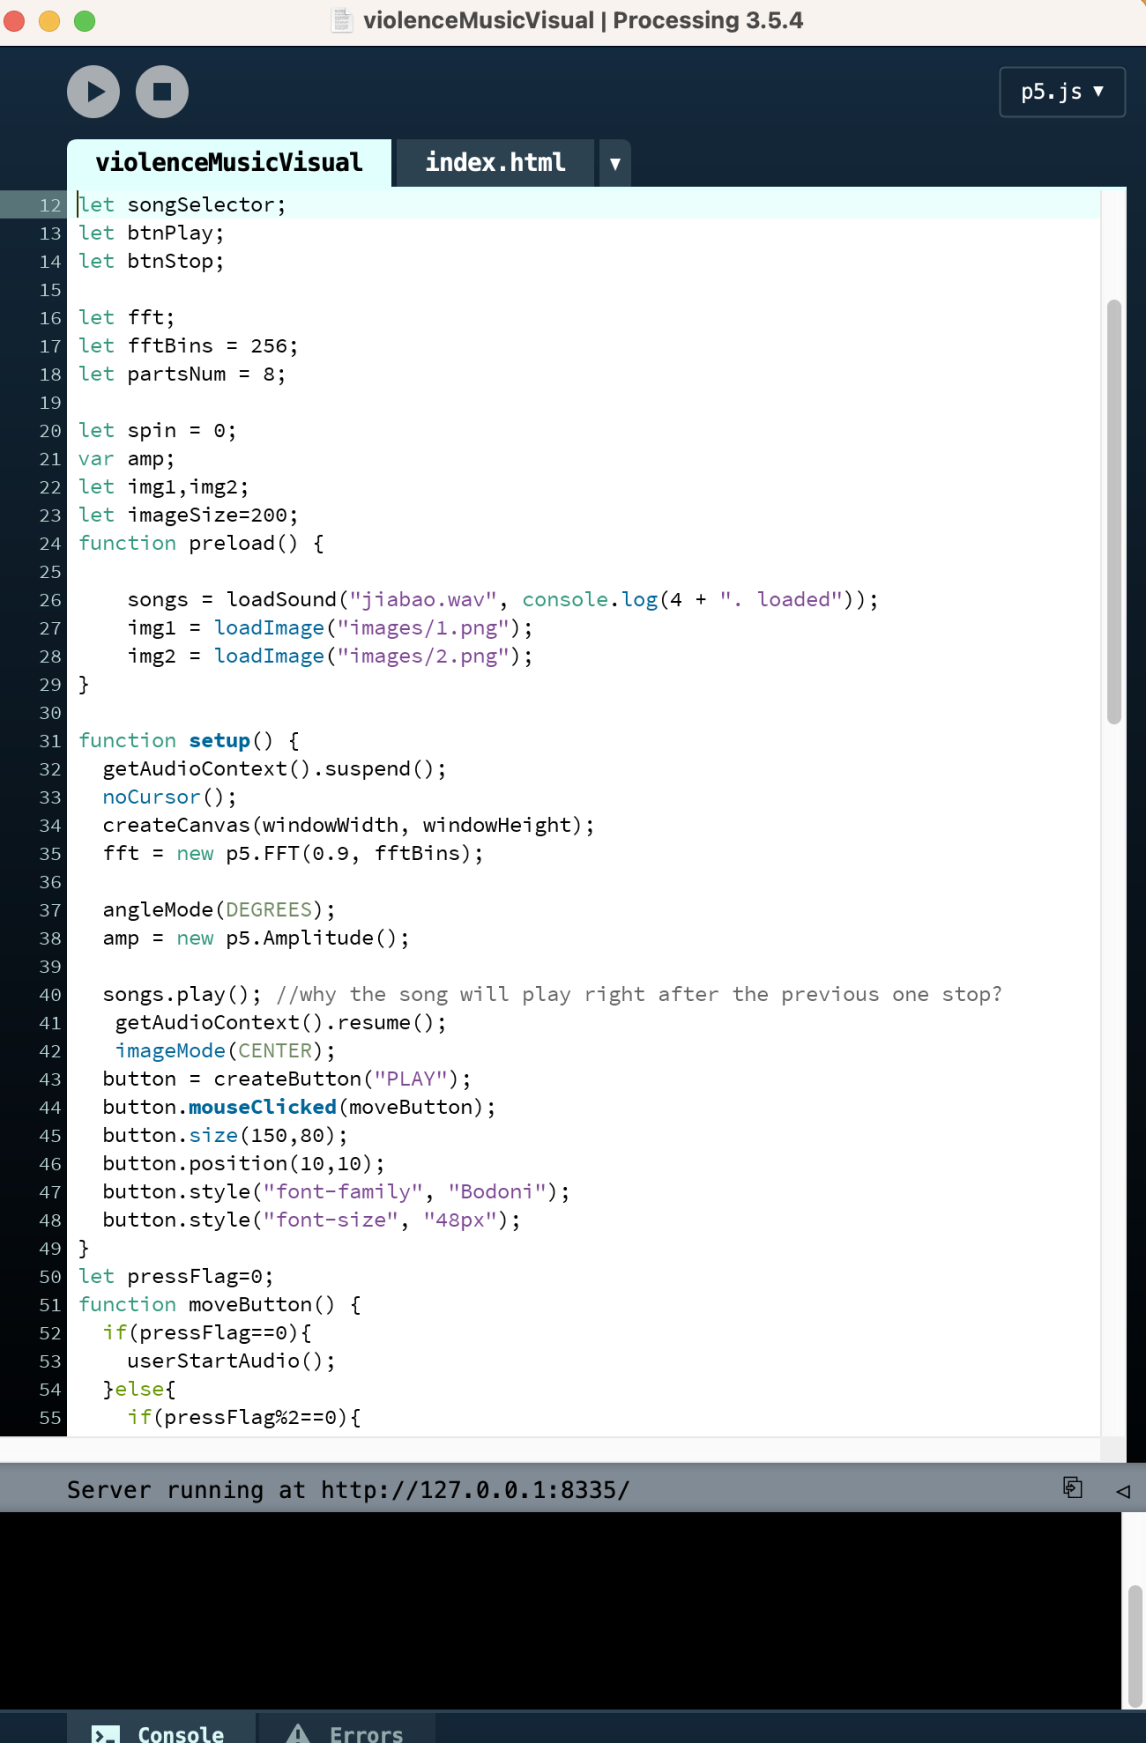 violenceMusicVisual | Processing 3.5.4
p5.js ▼
violenceMusicVisual index.html ▼
12 let songSelector;
13 let btnPlay;
14 let btnStop;
15
16 let fft;
17 let fftBins = 256;
18 let partsNum = 8;
19
20 let spin = 0;
21 var amp;
22 let img1,img2;
23 let imageSize=200;
24 function preload() {
25
26     songs = loadSound("jiabao.wav", console.log(4 + ". loaded"));
27     img1 = loadImage("images/1.png");
28     img2 = loadImage("images/2.png");
29 }
30
31 function setup() {
32   getAudioContext().suspend();
33   noCursor();
34   createCanvas(windowWidth, windowHeight);
35   fft = new p5.FFT(0.9, fftBins);
36
37   angleMode(DEGREES);
38   amp = new p5.Amplitude();
39
40   songs.play(); //why the song will play right after the previous one stop?
41    getAudioContext().resume();
42    imageMode(CENTER);
43   button = createButton("PLAY");
44   button.mouseClicked(moveButton);
45   button.size(150,80);
46   button.position(10,10);
47   button.style("font-family", "Bodoni");
48   button.style("font-size", "48px");
49 }
50 let pressFlag=0;
51 function moveButton() {
52   if(pressFlag==0){
53     userStartAudio();
54   }else{
55     if(pressFlag%2==0){
Server running at http://127.0.0.1:8335/
Console Errors